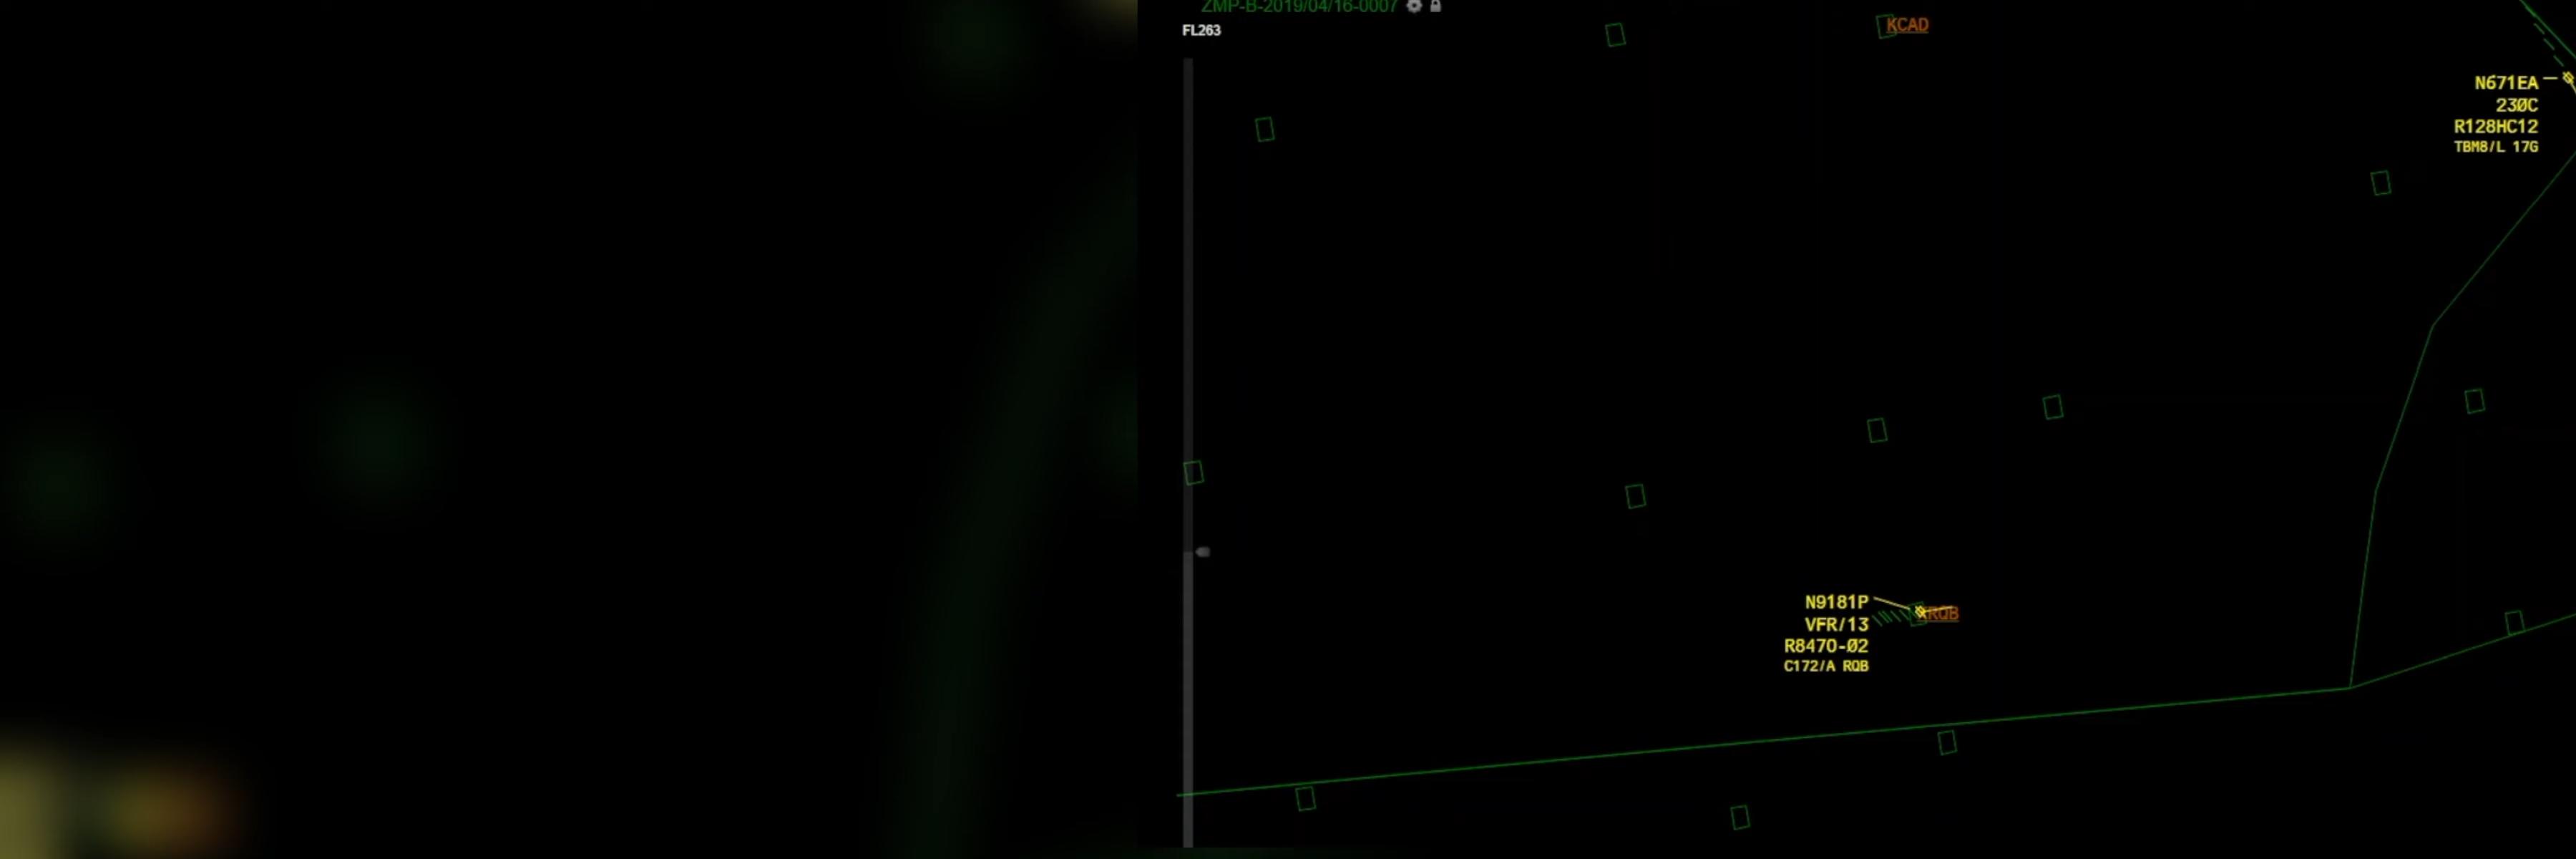 ZMP-B-2019/04/16-0007
FL263
KCAD
N671EA
230C
R128HC12
TBM8/L 17G
N9181P
VFR/13
R8470-02
C172/A RQB
KRQB